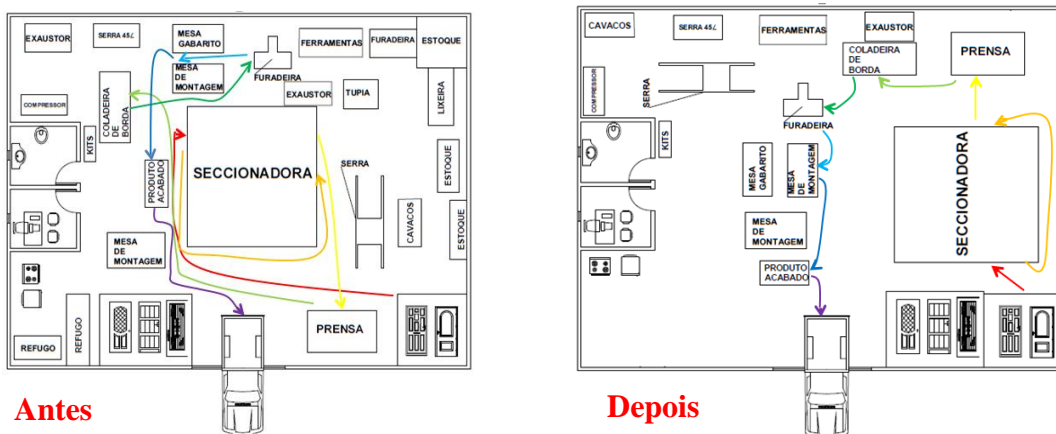 EXAUSTOR
SERRA 45∠
MESA
GABARITO
FERRAMENTAS
FURADEIRA
ESTOQUE
MESA
DE
MONTAGEM
FURADEIRA
EXAUSTOR
TUPIA
LIXEIRA
COMPRESSOR
COLADEIRA
DE
BORDA
KITS
SECCIONADORA
SERRA
ESTOQUE
PRODUTO
ACABADO
CAVACOS
ESTOQUE
MESA
DE
MONTAGEM
REFUGO
REFUGO
PRENSA
Antes
CAVACOS
SERRA 45∠
FERRAMENTAS
EXAUSTOR
COLADEIRA
DE
BORDA
PRENSA
COMPRESSOR
SERRA
FURADEIRA
KITS
MESA
GABARITO
MESA
DE
MONTAGEM
SECCIONADORA
MESA
DE
MONTAGEM
PRODUTO
ACABADO
Depois